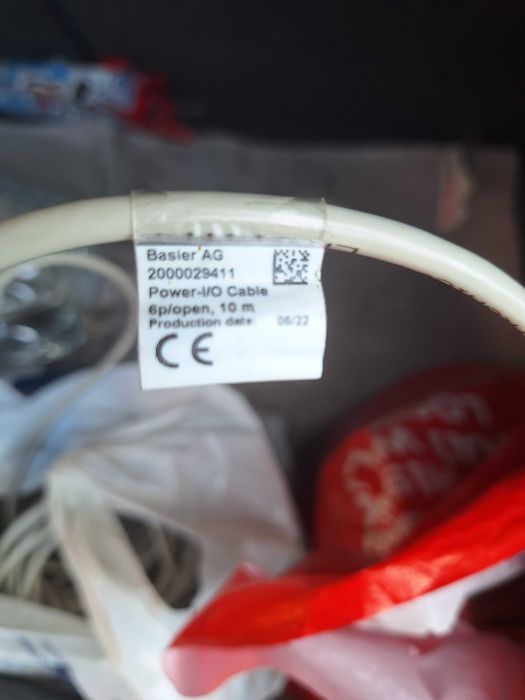 Basler AG
2000029411
Power-I/O Cable
6p/open, 10 m
Production date: 06/22
CE